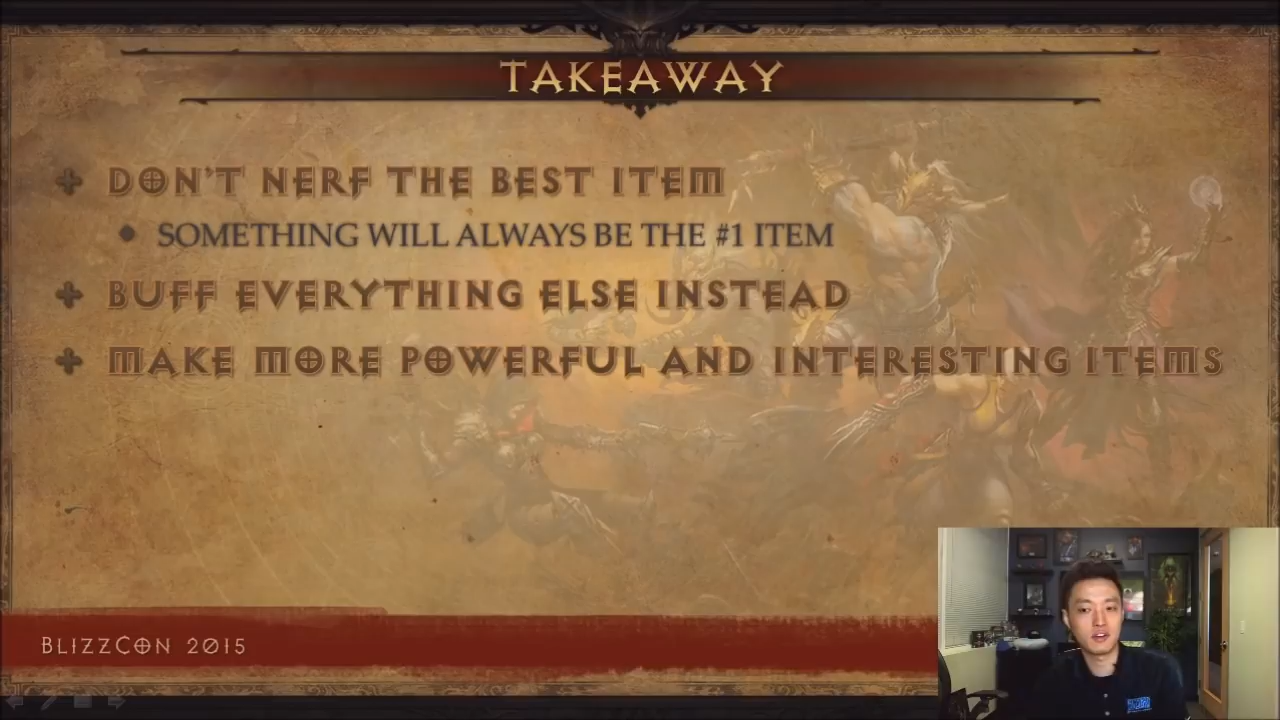 TAKEAWAY
DON'T NERF THE BEST ITEM
SOMETHING WILL ALWAYS BE THE #1 ITEM
BUFF EVERYTHING ELSE INSTEAD
MAKE MORE POWERFUL AND INTERESTING ITEMS
BLIZZCON 2015